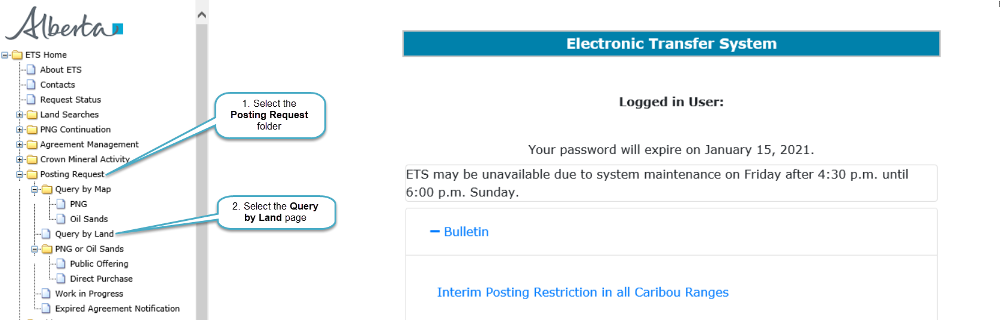 Alberta
ETS Home
About ETS
Contacts
Request Status
Land Searches
PNG Continuation
Agreement Management
Crown Mineral Activity
Posting Request
Query by Map
PNG
Oil Sands
Query by Land
PNG or Oil Sands
Public Offering
Direct Purchase
Work in Progress
Expired Agreement Notification
1. Select the
Posting Request
folder
2. Select the Query
by Land page
Electronic Transfer System
Logged in User:
Your password will expire on January 15, 2021.
ETS may be unavailable due to system maintenance on Friday after 4:30 p.m. until
6:00 p.m. Sunday.
Bulletin
Interim Posting Restriction in all Caribou Ranges